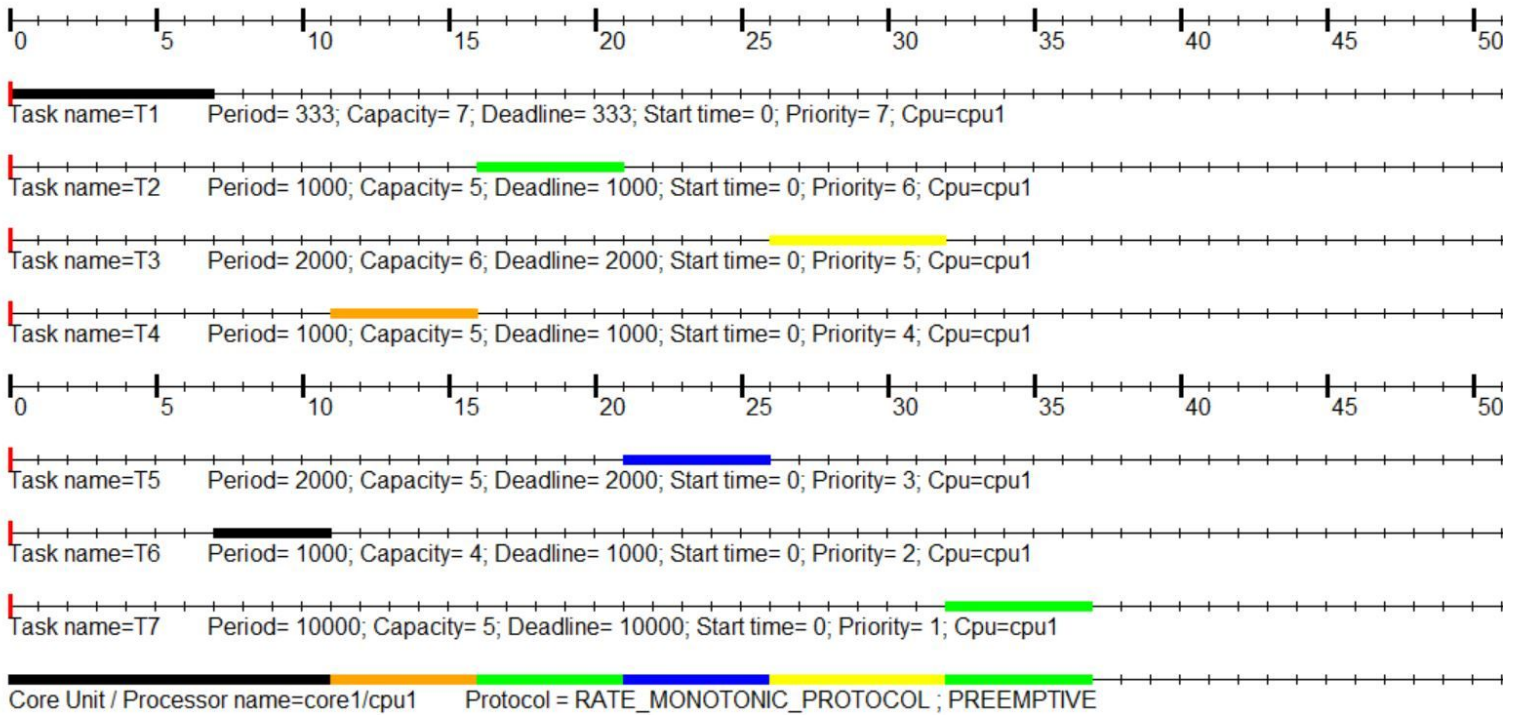 0 5 10 15 20 25 30 35 40 45 50
Task name=T1 Period= 333; Capacity= 7; Deadline= 333; Start time= 0; Priority= 7; Cpu=cpu1
Task name=T2 Period= 1000; Capacity= 5; Deadline= 1000; Start time= 0; Priority= 6; Cpu=cpu1
Task name=T3 Period= 2000; Capacity= 6; Deadline= 2000; Start time= 0; Priority= 5; Cpu=cpu1
Task name=T4 Period= 1000; Capacity= 5; Deadline= 1000; Start time= 0; Priority= 4; Cpu=cpu1
0 5 10 15 20 25 30 35 40 45 50
Task name=T5 Period= 2000; Capacity= 5; Deadline= 2000; Start time= 0; Priority= 3; Cpu=cpu1
Task name=T6 Period= 1000; Capacity= 4; Deadline= 1000; Start time= 0; Priority= 2; Cpu=cpu1
Task name=T7 Period= 10000; Capacity= 5; Deadline= 10000; Start time= 0; Priority= 1; Cpu=cpu1
Core Unit / Processor name=core1/cpu1 Protocol = RATE_MONOTONIC_PROTOCOL ; PREEMPTIVE